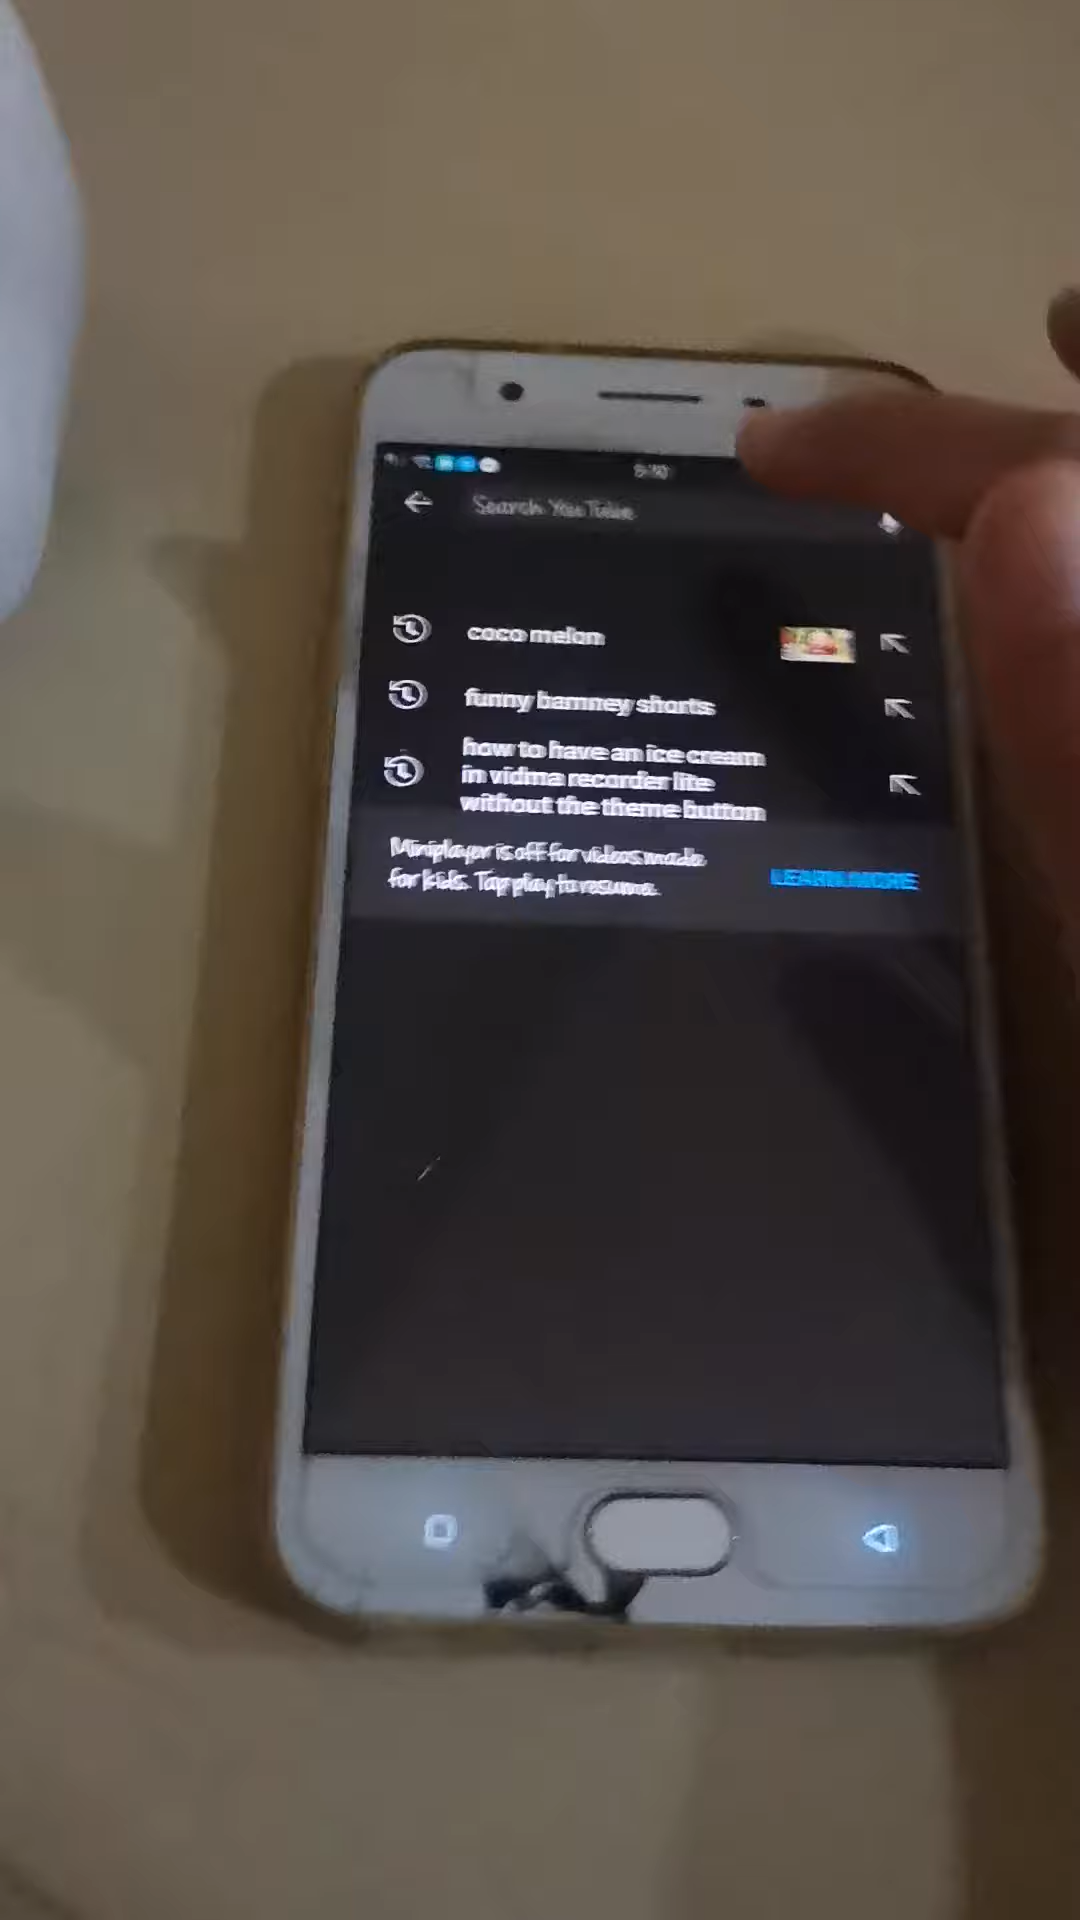 Search YouTube
coco melon
funny barnney shorts
how to have an ice cream
in vidma recorder lite
without the theme button
Miniplayer is off for videos made
for kids. Tap play to resume.
LEARN MORE